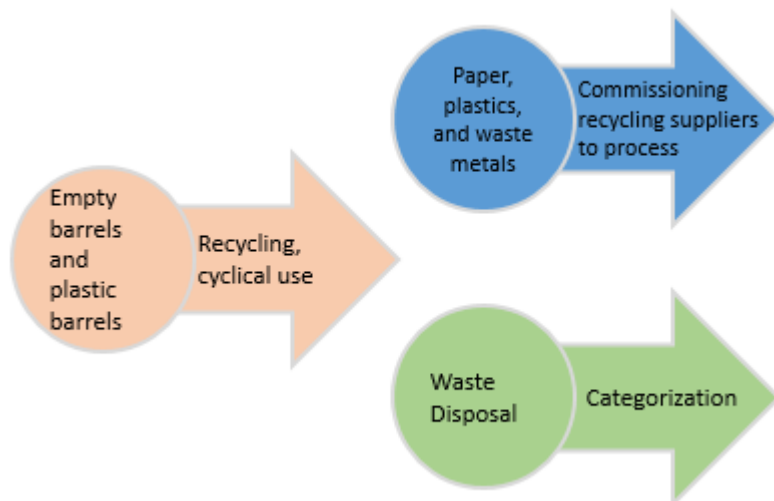 Paper,
plastics,
and waste
metals
Commissioning
recycling suppliers
to process
Empty
barrels
and
plastic
barrels
Recycling,
cyclical use
Waste
Disposal
Categorization